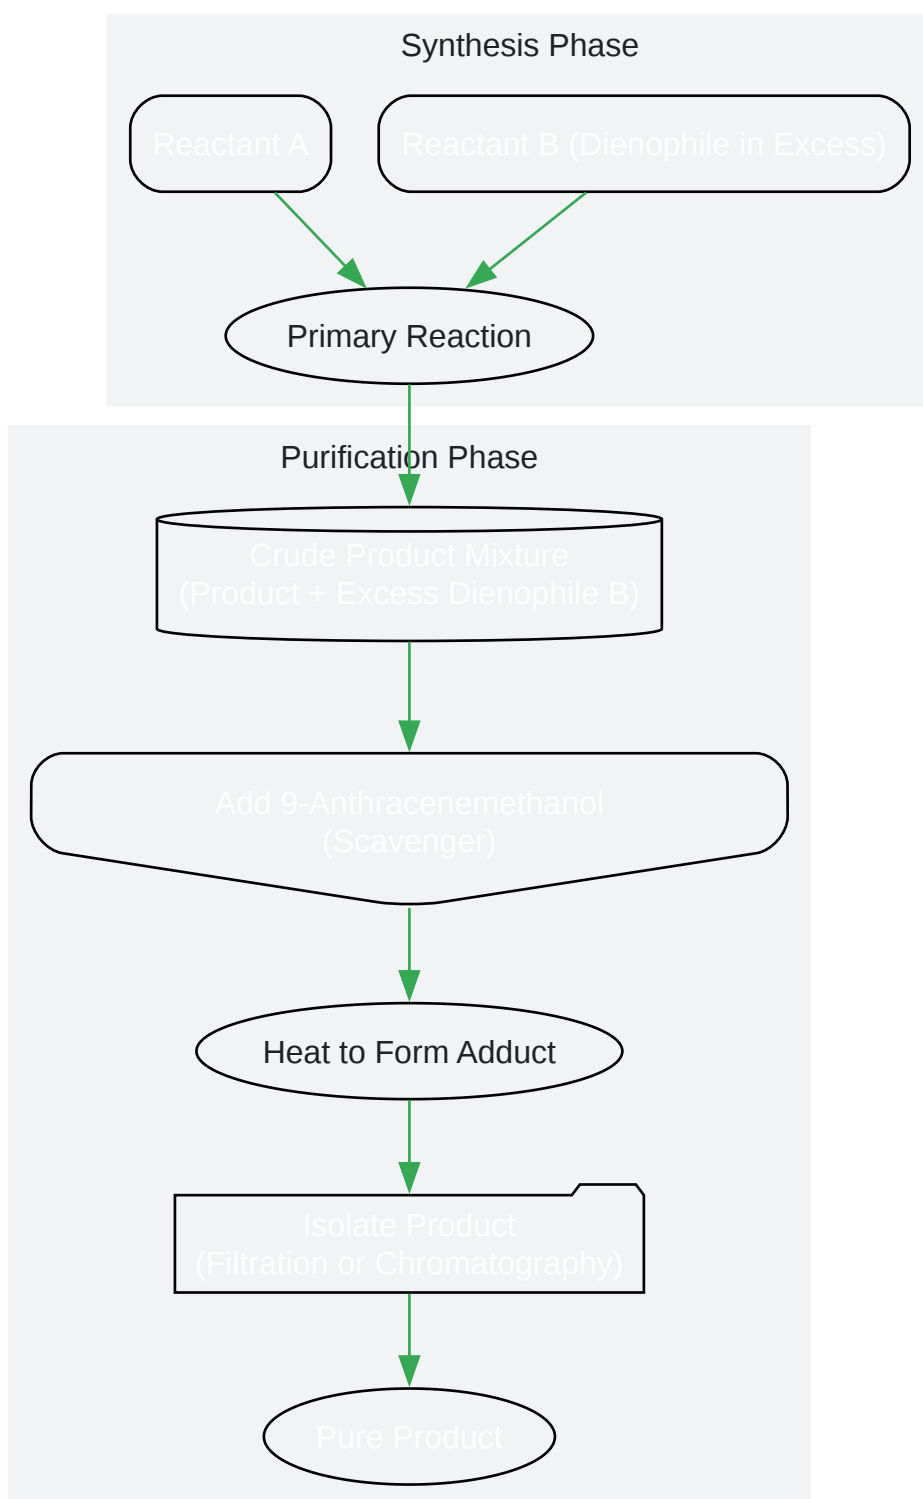 Synthesis Phase
Reactant A
Reactant B (Dienophile in Excess)
Primary Reaction
Purification Phase
Crude Product Mixture
(Product + Excess Dienophile B)
Add 9-Anthracenemethanol
(Scavenger)
Heat to Form Adduct
Isolate Product
(Filtration or Chromatography)
Pure Product